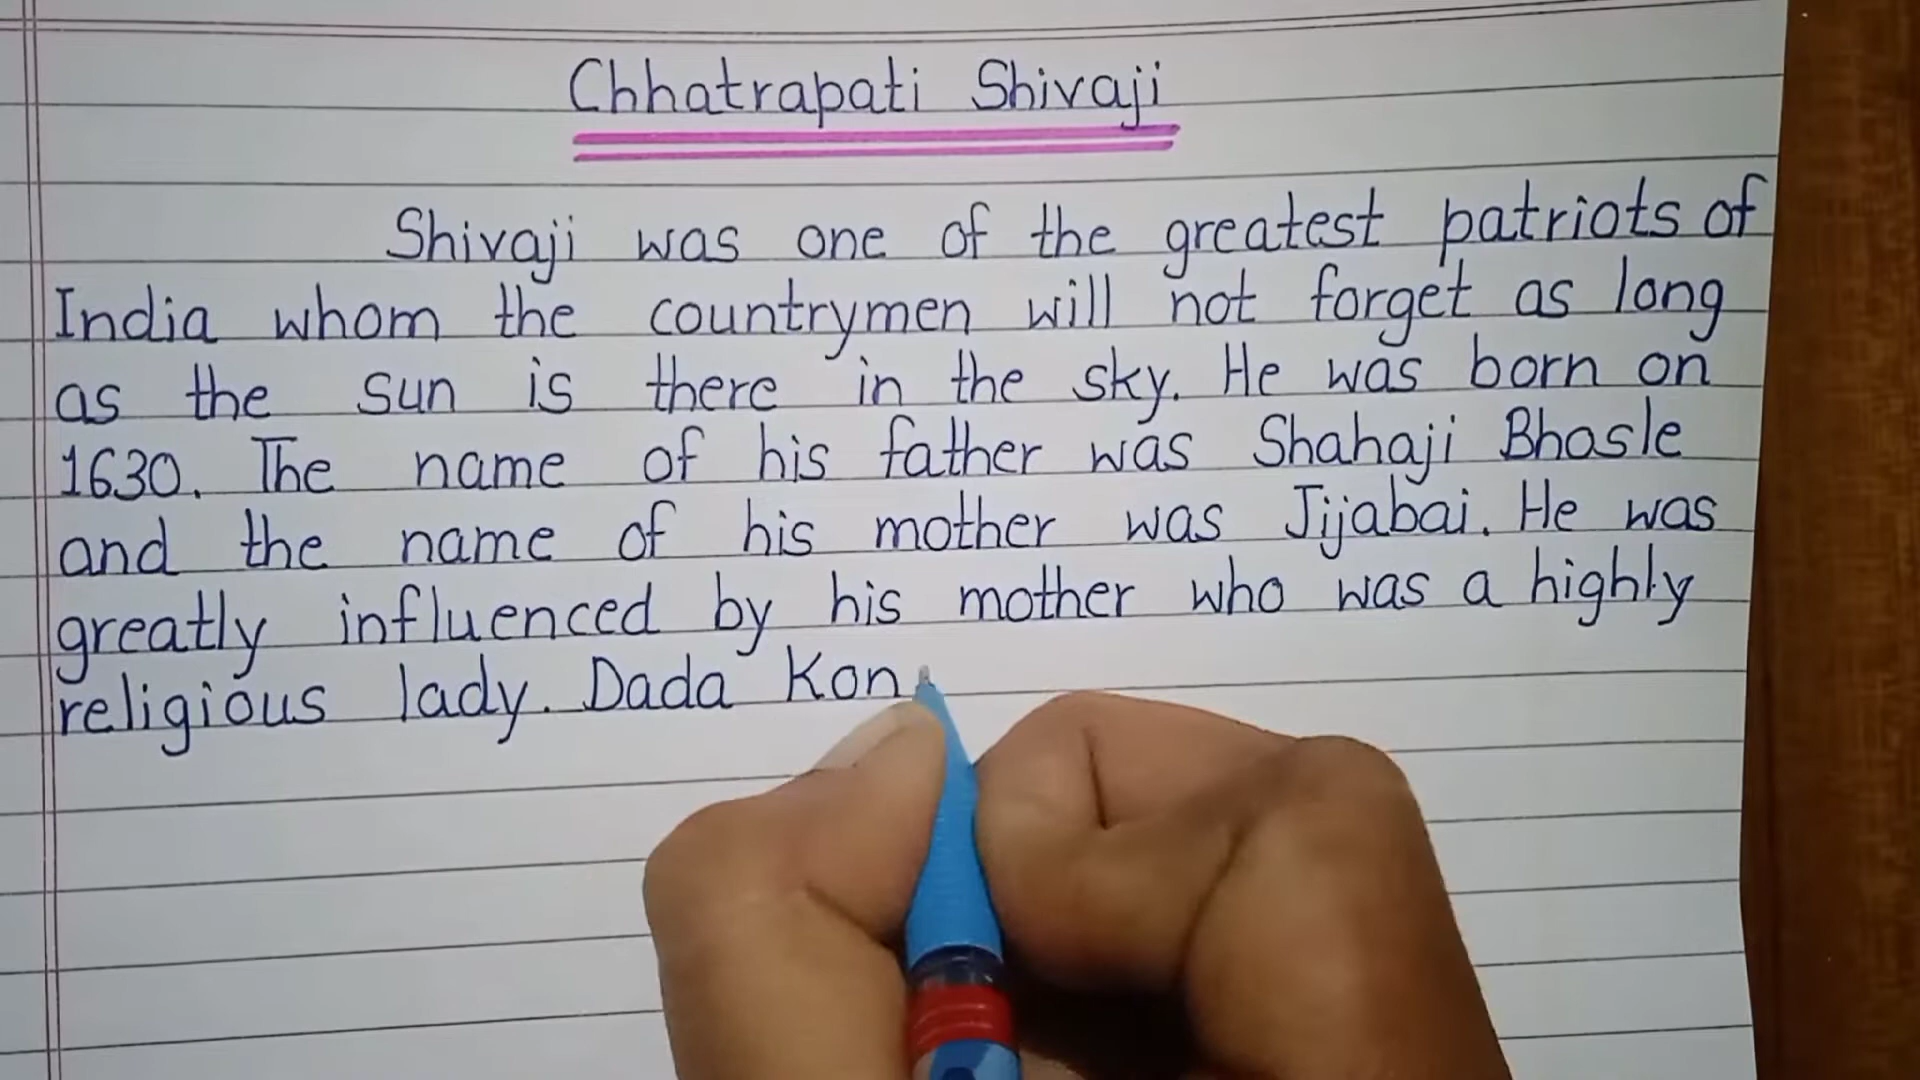 Chhatrapati Shivaji
Shivaji was one of the greatest patriots of
India whom the countrymen will not forget as long
as the sun is there in the sky. He was born on
1630. The name of his father was Shahaji Bhosle
and the name of his mother was Jijabai. He was
greatly influenced by his mother who was a highly
religious lady. Dada Kon